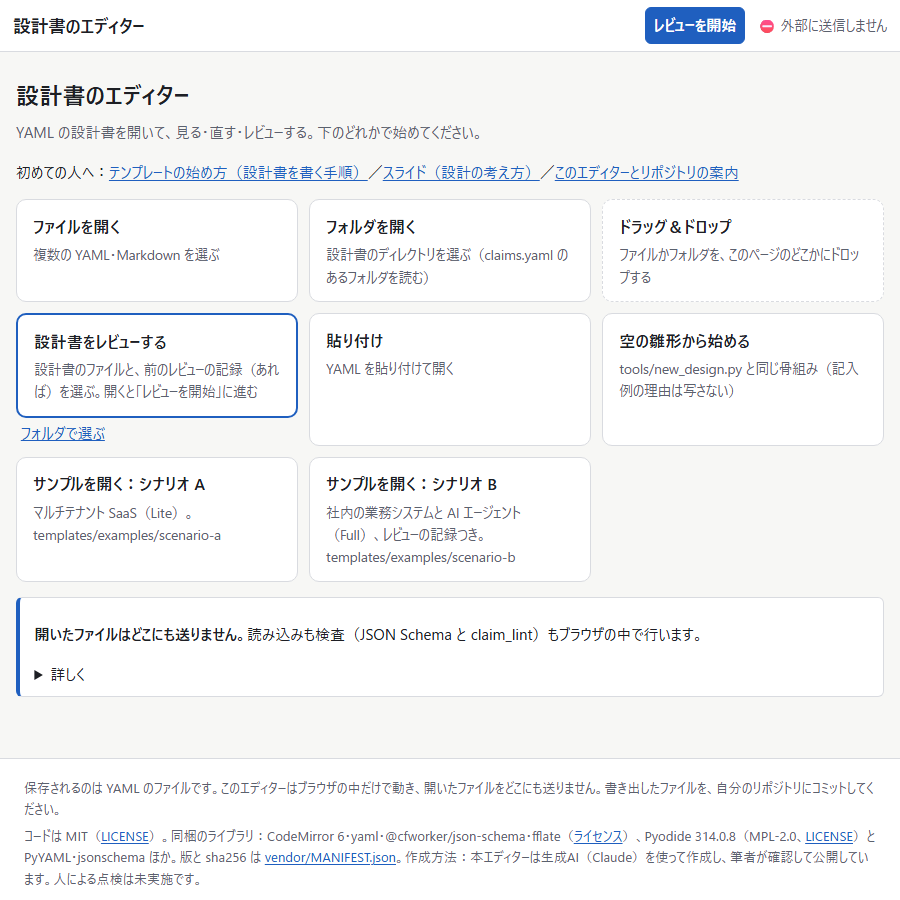 設計書のエディター
レビューを開始
外部に送信しません
設計書のエディター
YAML の設計書を開いて、見る・直す・レビューする。下のどれかで始めてください。
初めての人へ：テンプレートの始め方（設計書を書く手順）／スライド（設計の考え方）／このエディターとリポジトリの案内
ファイルを開く
複数の YAML・Markdown を選ぶ
フォルダを開く
設計書のディレクトリを選ぶ（claims.yaml の
あるフォルダを読む）
ドラッグ＆ドロップ
ファイルかフォルダを、このページのどこかにドロッ
プする
設計書をレビューする
設計書のファイルと、前のレビューの記録（あれ
ば）を選ぶ。開くと「レビューを開始」に進む
フォルダで選ぶ
貼り付け
YAML を貼り付けて開く
空の雛形から始める
tools/new_design.py と同じ骨組み（記入
例の理由は写さない）
サンプルを開く：シナリオ A
マルチテナント SaaS（Lite）。
templates/examples/scenario-a
サンプルを開く：シナリオ B
社内の業務システムと AI エージェント
（Full）、レビューの記録つき。
templates/examples/scenario-b
開いたファイルはどこにも送りません。読み込みも検査（JSON Schema と claim_lint）もブラウザの中で行います。
▶ 詳しく
保存されるのは YAML のファイルです。このエディターはブラウザの中だけで動き、開いたファイルをどこにも送りません。書き出したファイルを、自分のリポジトリにコミットしてく
ださい。
コードは MIT（LICENSE）。同梱のライブラリ：CodeMirror 6・yaml・@cfworker/json-schema・fflate（ライセンス）、Pyodide 314.0.8（MPL-2.0、LICENSE）と
PyYAML・jsonschema ほか。版と sha256 は vendor/MANIFEST.json。作成方法：本エディターは生成AI（Claude）を使って作成し、筆者が確認して公開してい
ます。人による点検は未実施です。